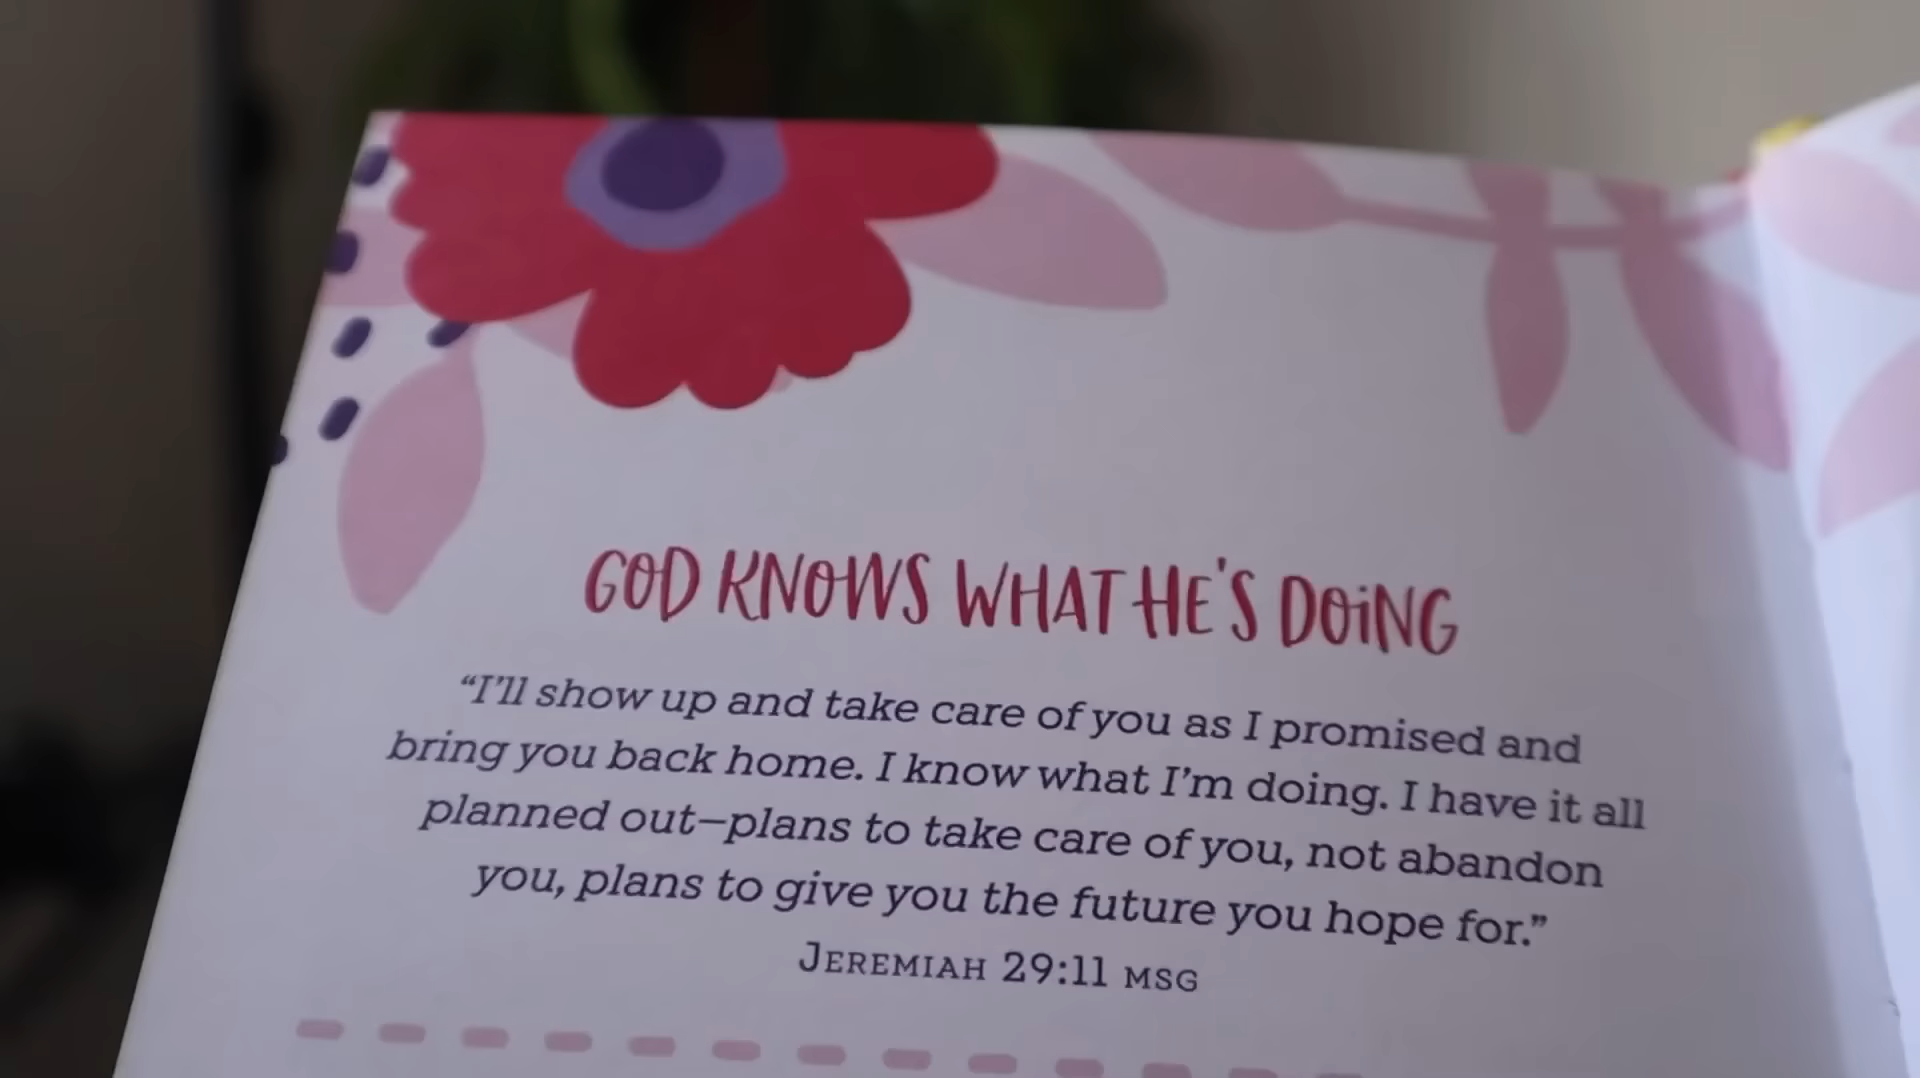 GOD KNOWS WHAT HE'S DOiNG
“I’ll show up and take care of you as I promised and
bring you back home. I know what I’m doing. I have it all
planned out—plans to take care of you, not abandon
you, plans to give you the future you hope for.”
JEREMIAH 29:11 MSG